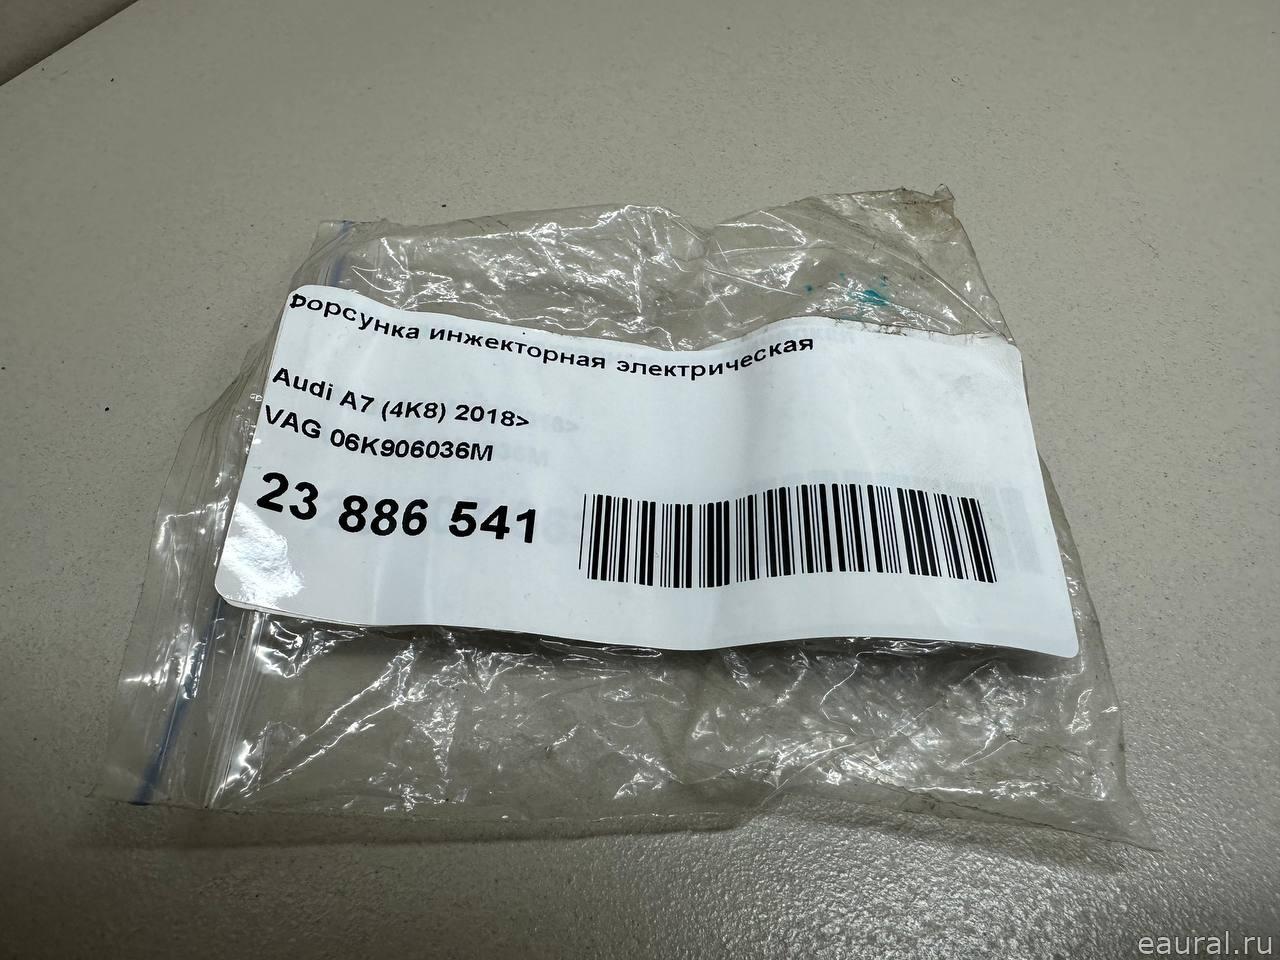 Форсунка инжекторная электрическая
Audi A7 (4K8) 2018>
VAG 06K906036M
23 886 541
eaural.ru